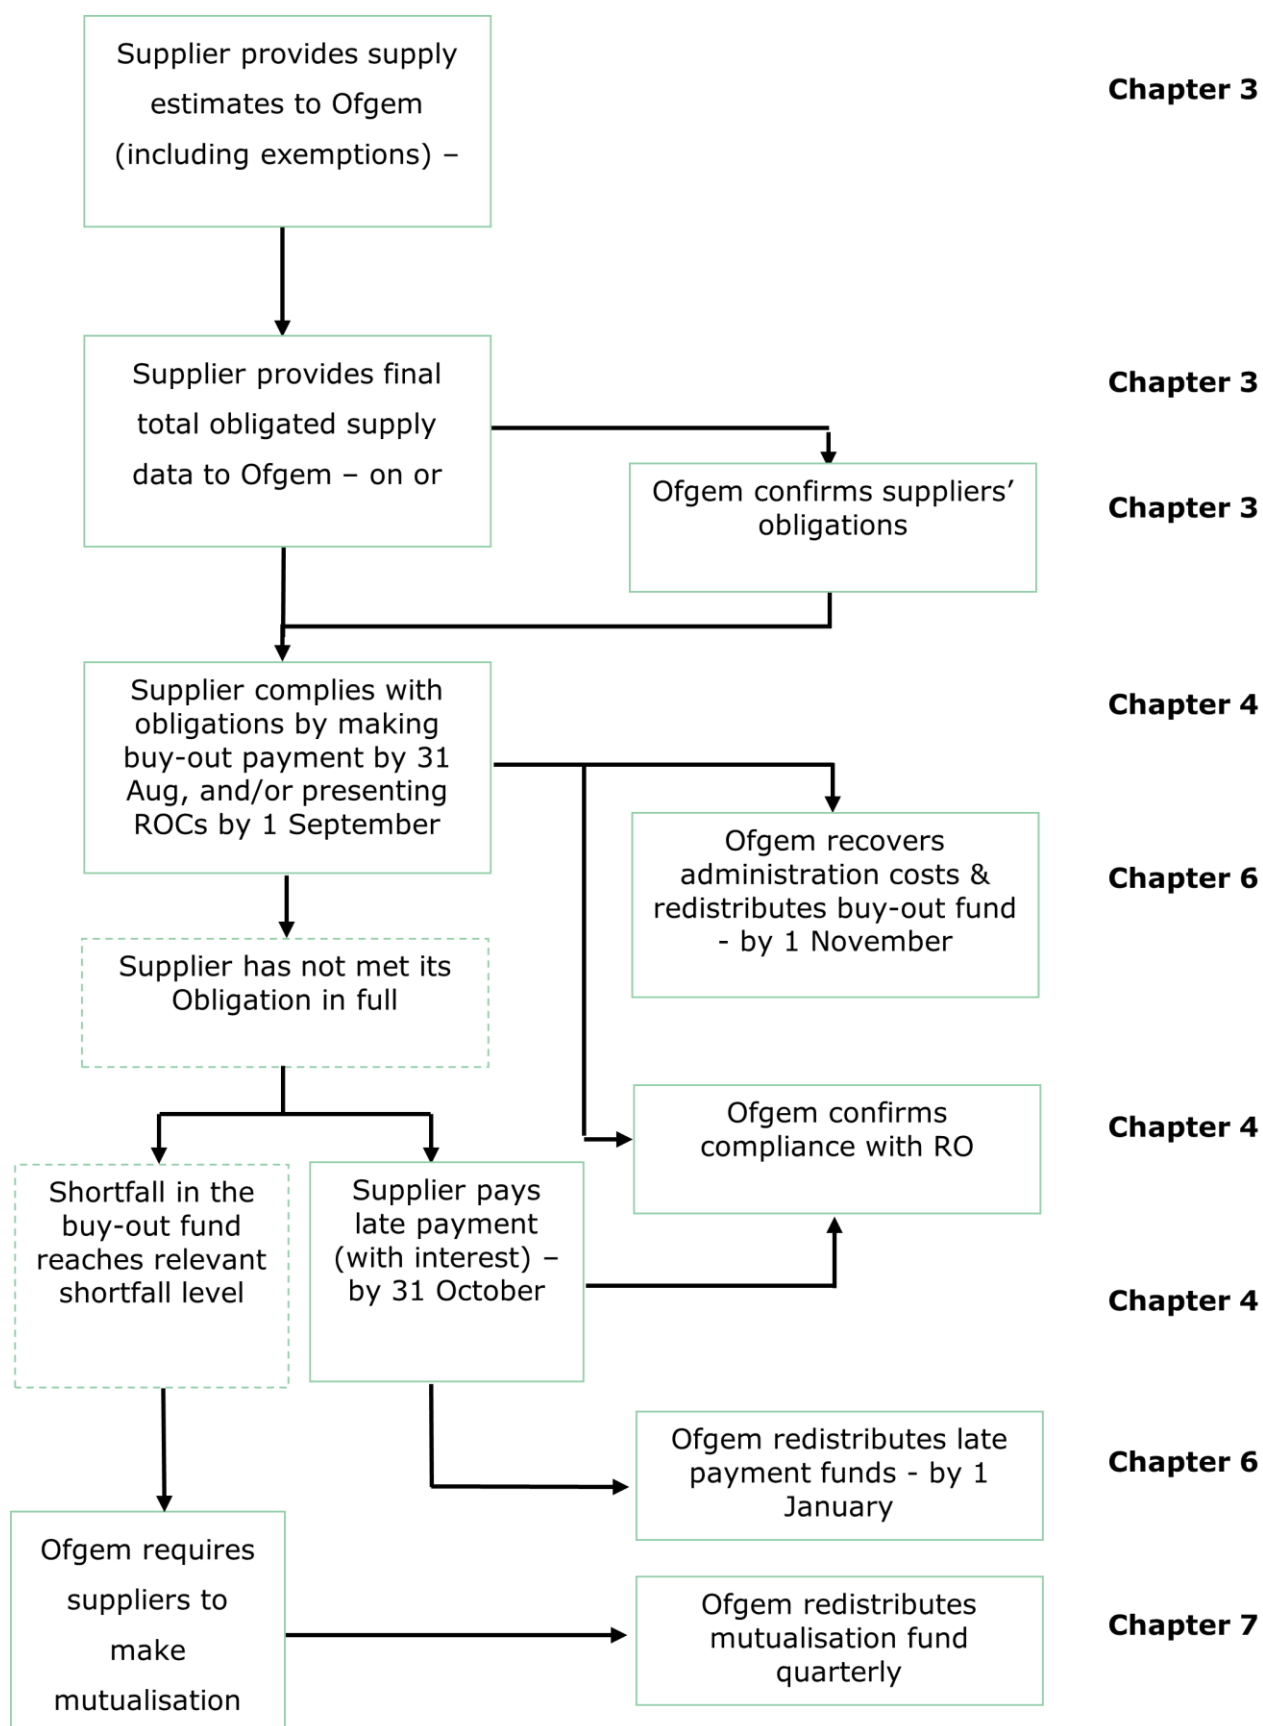 Supplier provides supply
estimates to Ofgem
(including exemptions) –
Chapter 3
Supplier provides final
total obligated supply
data to Ofgem – on or
Chapter 3
Ofgem confirms suppliers’
obligations
Chapter 3
Supplier complies with
obligations by making
buy-out payment by 31
Aug, and/or presenting
ROCs by 1 September
Chapter 4
Ofgem recovers
administration costs &
redistributes buy-out fund
- by 1 November
Chapter 6
Supplier has not met its
Obligation in full
Ofgem confirms
compliance with RO
Chapter 4
Shortfall in the
buy-out fund
reaches relevant
shortfall level
Supplier pays
late payment
(with interest) –
by 31 October
Chapter 4
Ofgem redistributes late
payment funds - by 1
January
Chapter 6
Ofgem requires
suppliers to
make
mutualisation
Ofgem redistributes
mutualisation fund
quarterly
Chapter 7